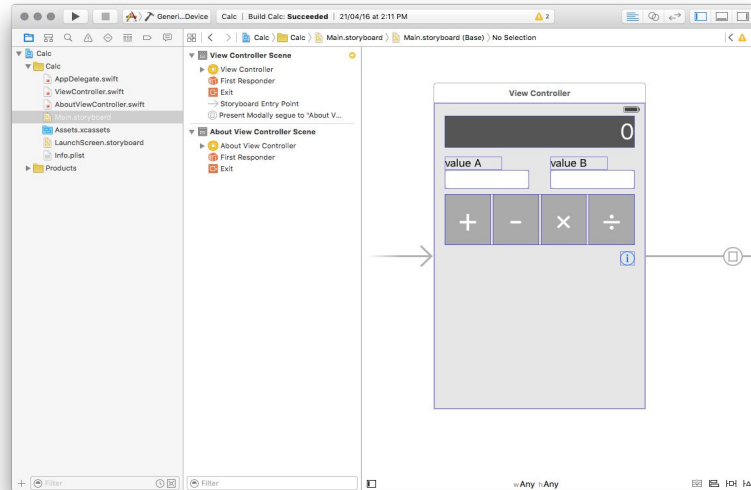 Generi...Device
Calc | Build Calc: Succeeded | 21/04/16 at 2:11 PM
2
Calc
Calc
Main.storyboard
Main.storyboard (Base)
No Selection
Calc
Calc
AppDelegate.swift
ViewController.swift
AboutViewController.swift
Main.storyboard
Assets.xcassets
LaunchScreen.storyboard
Info.plist
Products
View Controller Scene
View Controller
First Responder
Exit
Storyboard Entry Point
Present Modally segue to "About V...
About View Controller Scene
About View Controller
First Responder
Exit
View Controller
0
value A
value B
+ - × ÷
i
Filter
Filter
wAny hAny